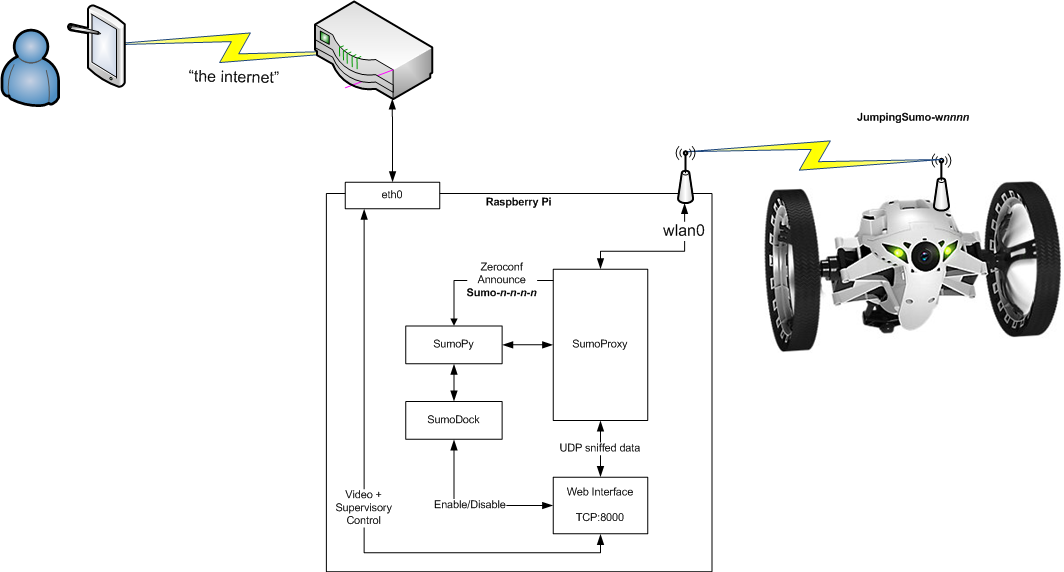 “the internet”
JumpingSumo-wnnnn
eth0
Raspberry Pi
wlan0
Zeroconf
Announce
Sumo-n-n-n-n
SumoPy
SumoProxy
SumoDock
UDP sniffed data
Video +
Supervisory
Control
Enable/Disable
Web Interface
TCP:8000